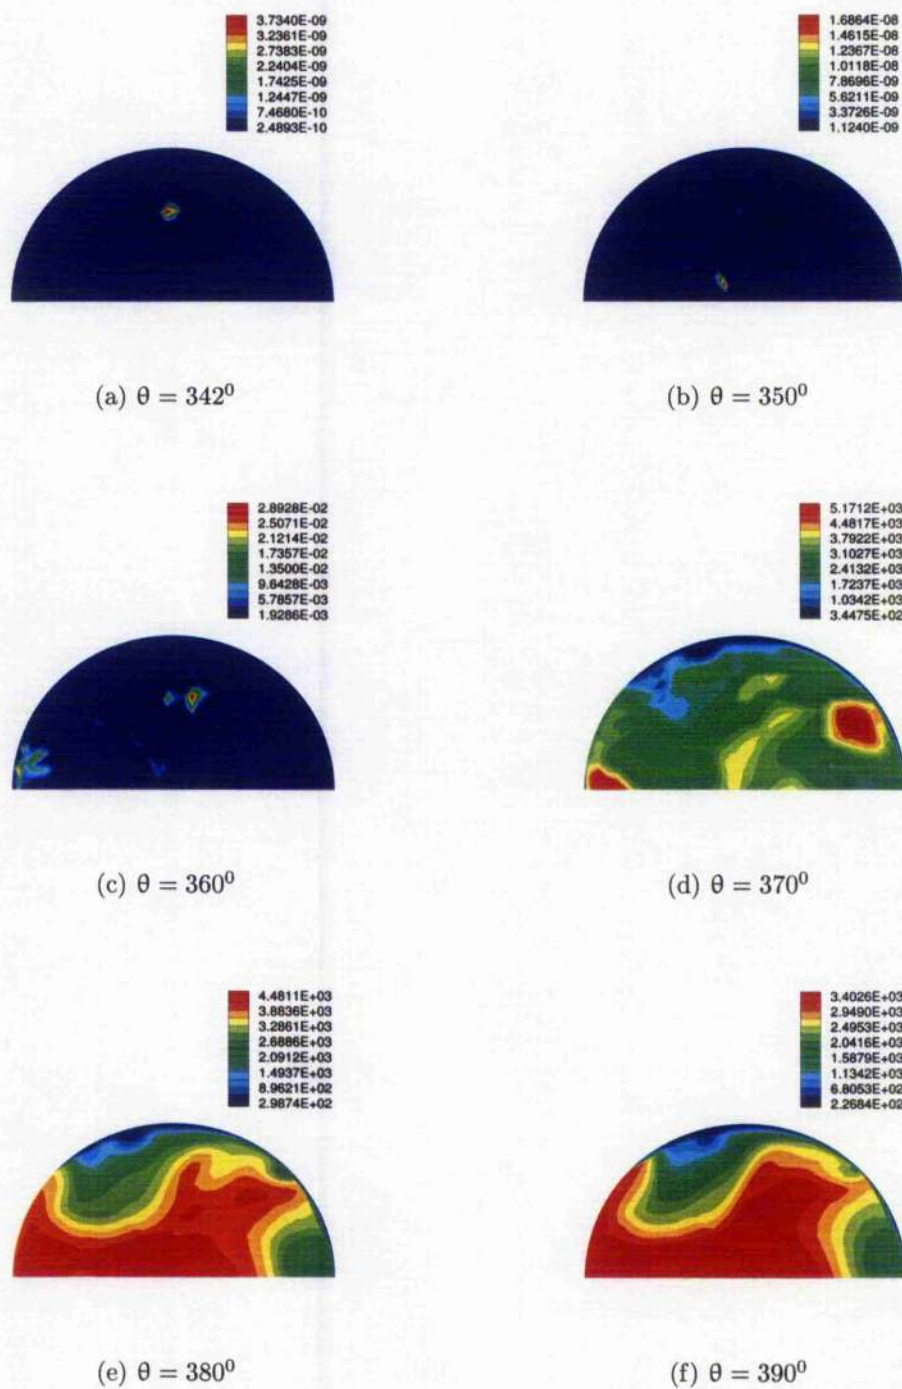 3.7340E-09
3.2361E-09
2.7383E-09
2.2404E-09
1.7425E-09
1.2447E-09
7.4680E-10
2.4893E-10
(a) θ = 342⁰
1.6864E-08
1.4615E-08
1.2367E-08
1.0118E-08
7.8696E-09
5.6211E-09
3.3726E-09
1.1240E-09
(b) θ = 350⁰
2.8928E-02
2.5071E-02
2.1214E-02
1.7357E-02
1.3500E-02
9.6428E-03
5.7857E-03
1.9286E-03
(c) θ = 360⁰
5.1712E+03
4.4817E+03
3.7922E+03
3.1027E+03
2.4132E+03
1.7237E+03
1.0342E+03
3.4475E+02
(d) θ = 370⁰
4.4811E+03
3.8836E+03
3.2861E+03
2.6886E+03
2.0912E+03
1.4937E+03
8.9621E+02
2.9874E+02
(e) θ = 380⁰
3.4026E+03
2.9490E+03
2.4953E+03
2.0416E+03
1.5879E+03
1.1342E+03
6.8053E+02
2.2684E+02
(f) θ = 390⁰